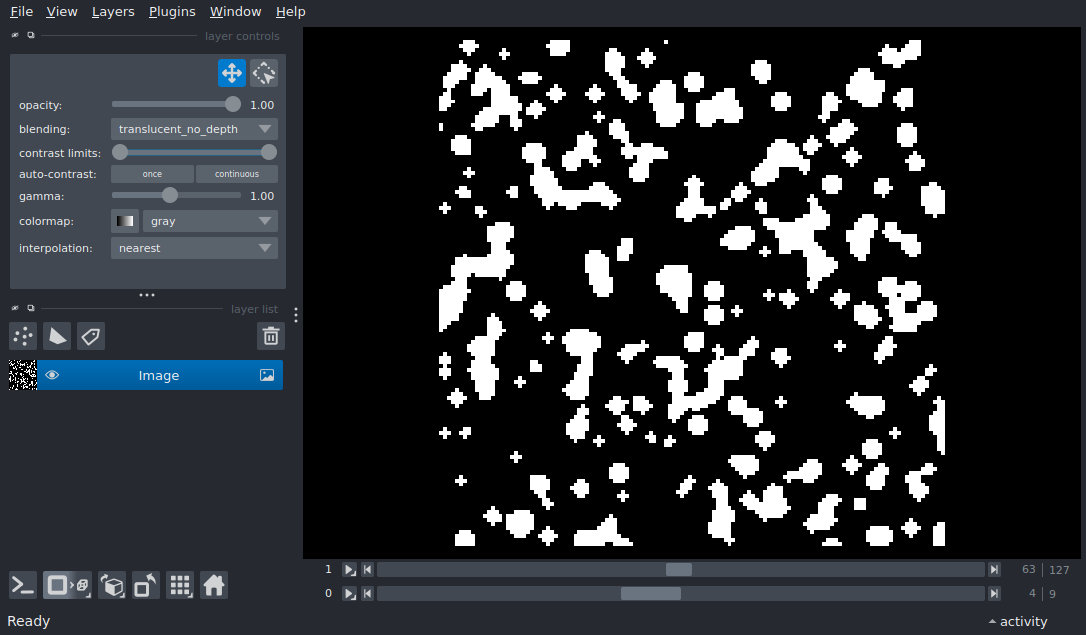 File View Layers Plugins Window Help
layer controls
opacity: 1.00
blending: translucent_no_depth
contrast limits:
auto-contrast: once continuous
gamma: 1.00
colormap: gray
interpolation: nearest
layer list
Image
1 63 127
0 4 9
Ready activity